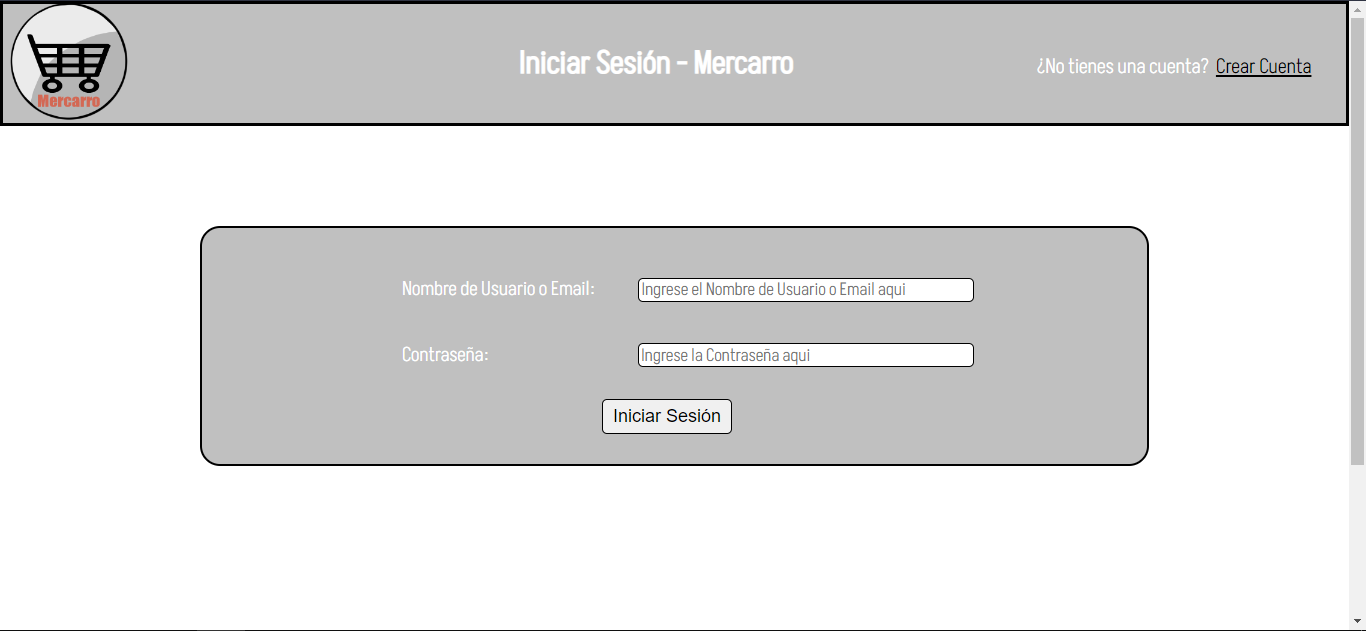 Mercarro
Iniciar Sesión - Mercarro
¿No tienes una cuenta? Crear Cuenta
Nombre de Usuario o Email: Ingrese el Nombre de Usuario o Email aqui
Contraseña: Ingrese la Contraseña aqui
Iniciar Sesión